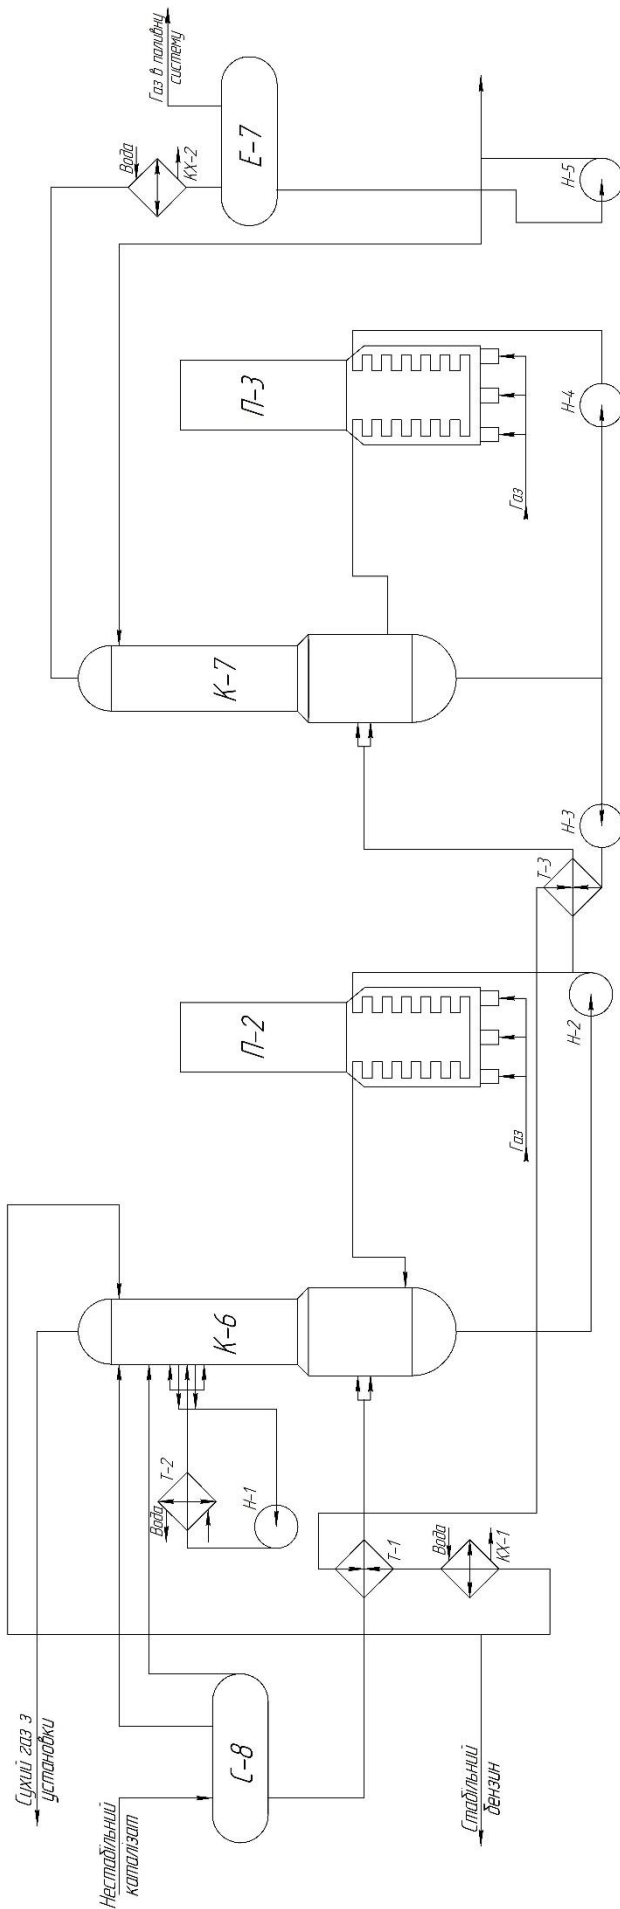 Сухий газ з
установки
Нестабільний
каталізат
С-8
Стабільний
бензин
Вода
Т-2
Н-1
Т-1
Вода
КХ-1
К-6
П-2
Газ
Н-2
Т-3
Н-3
К-7
П-3
Газ
Н-4
Вода
КХ-2
Газ в паливну
систему
Е-7
Н-5